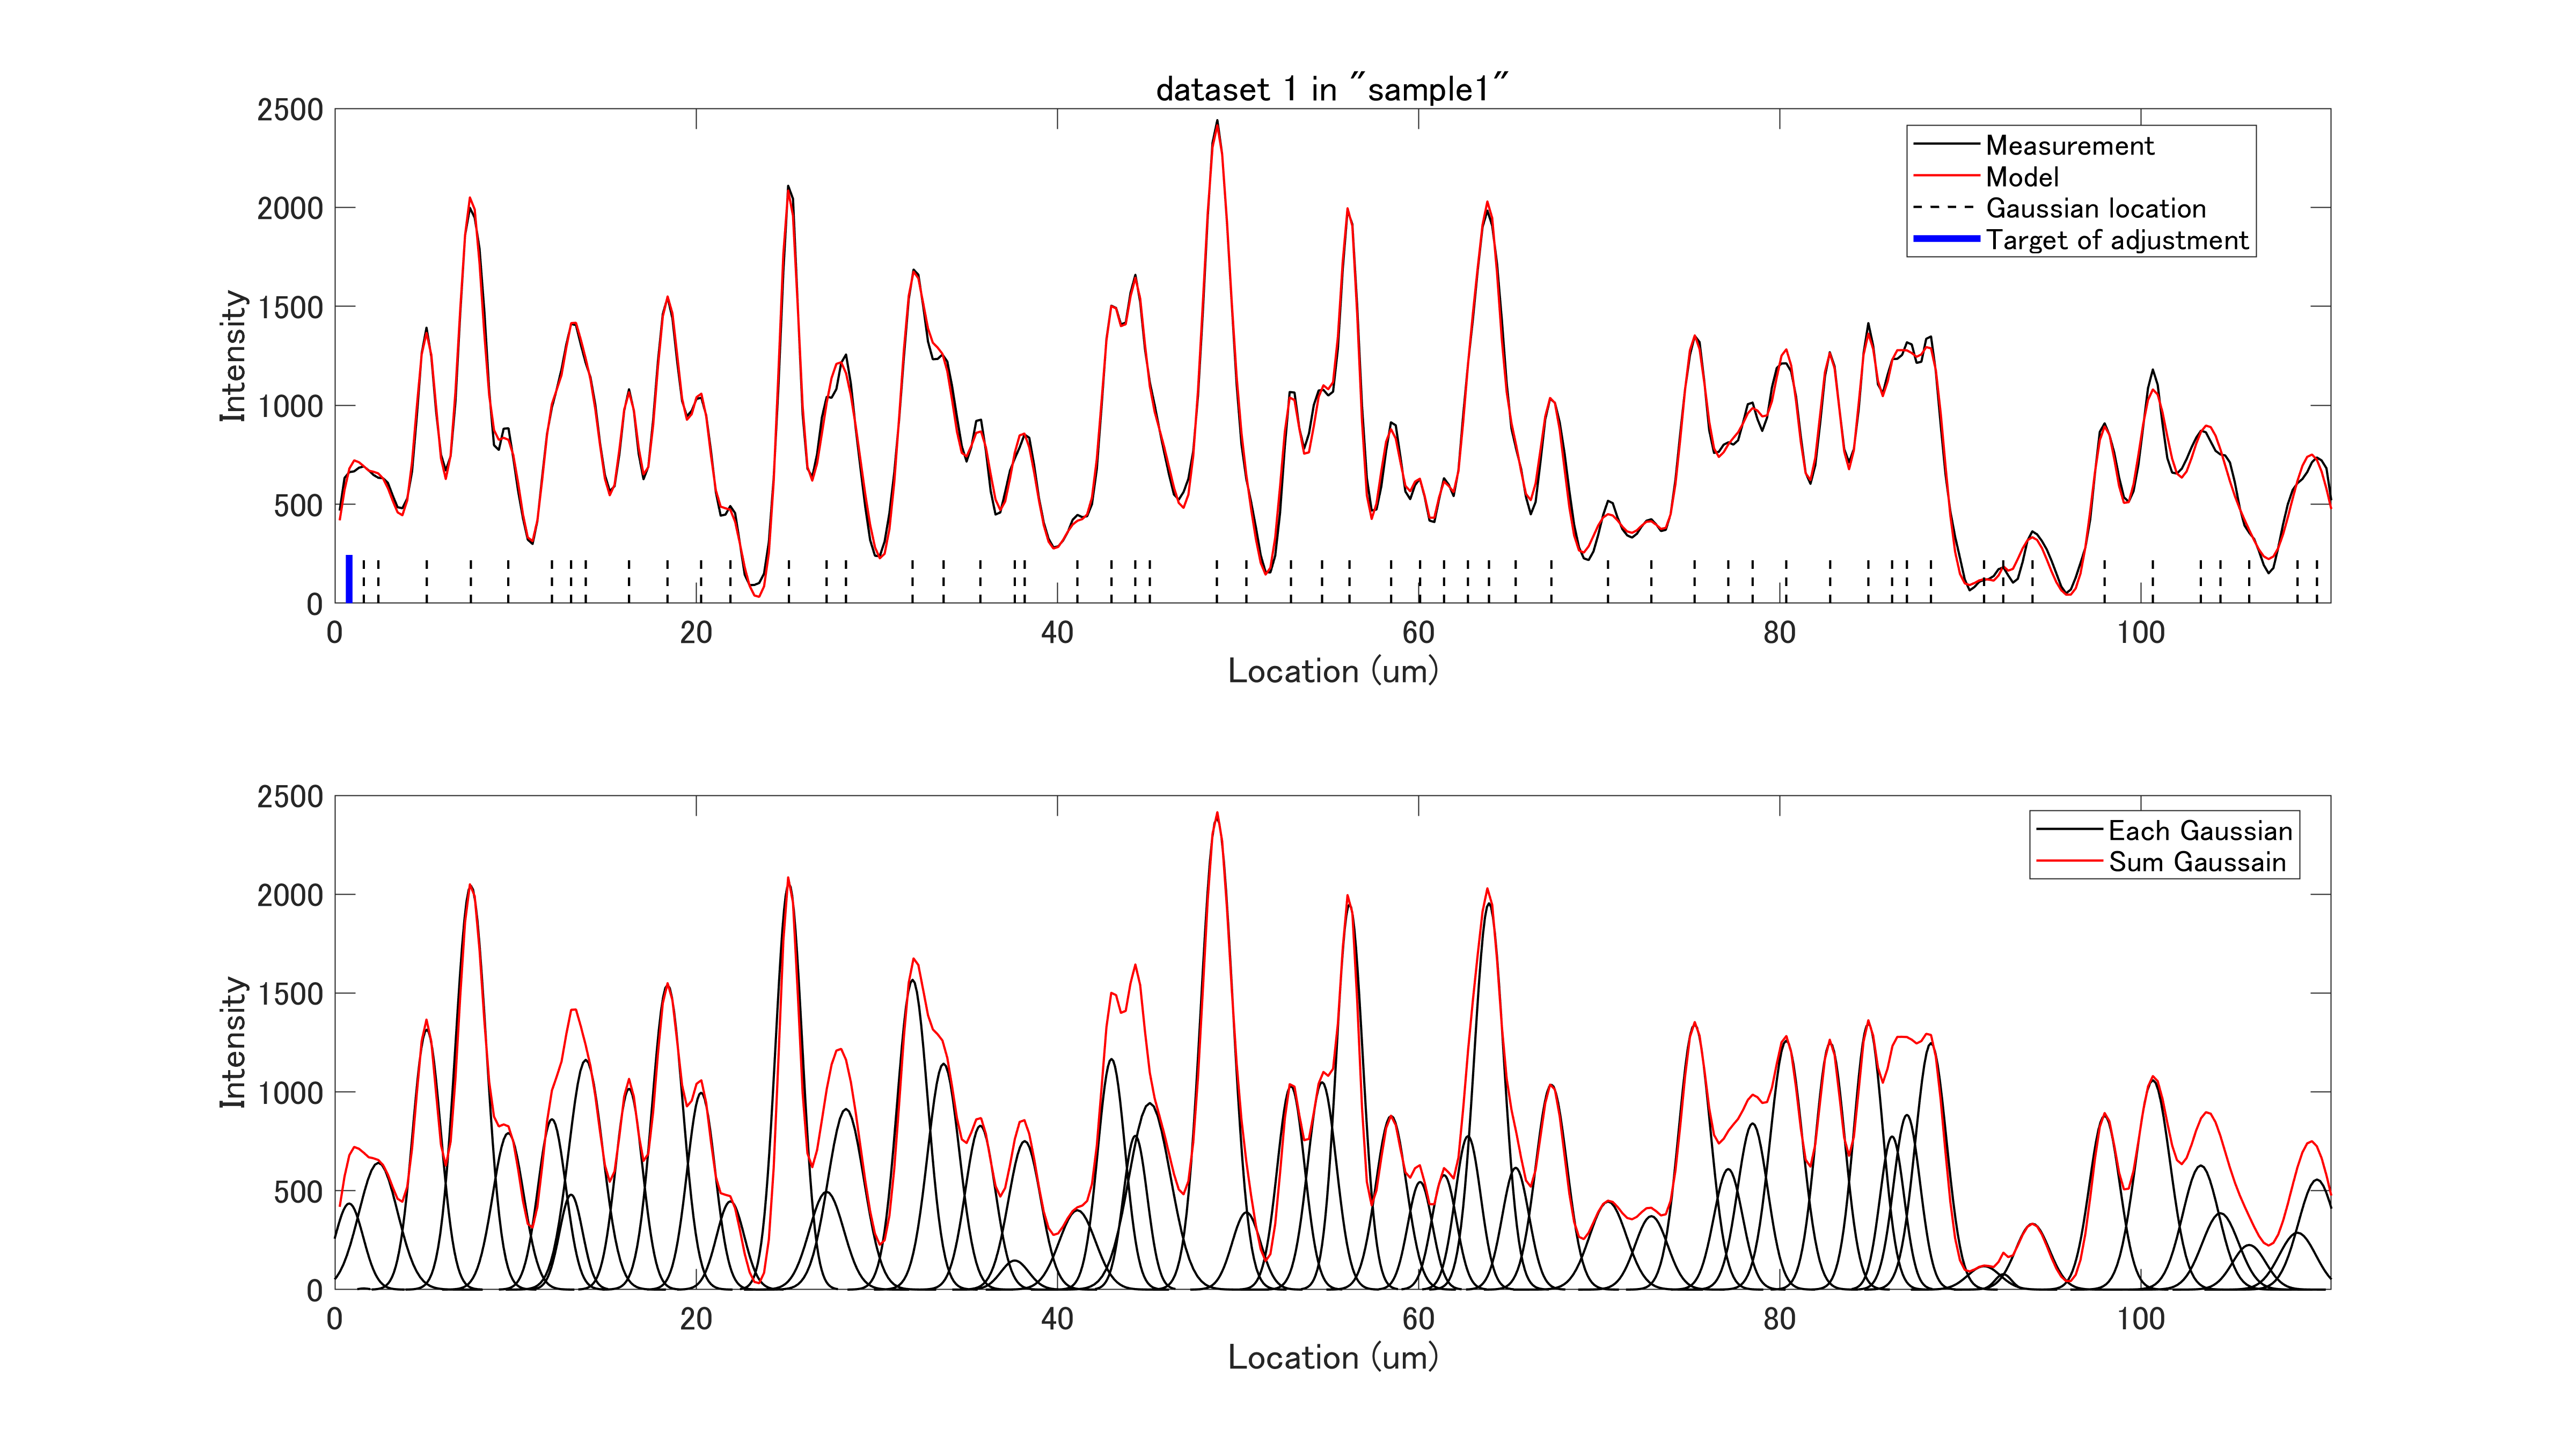 dataset 1 in "sample1"
2500
2000
1500
1000
500
0
Intensity
Measurement
Model
Gaussian location
Target of adjustment
0 20 40 60 80 100
Location (um)
2500
2000
1500
1000
500
0
Intensity
Each Gaussian
Sum Gaussain
0 20 40 60 80 100
Location (um)